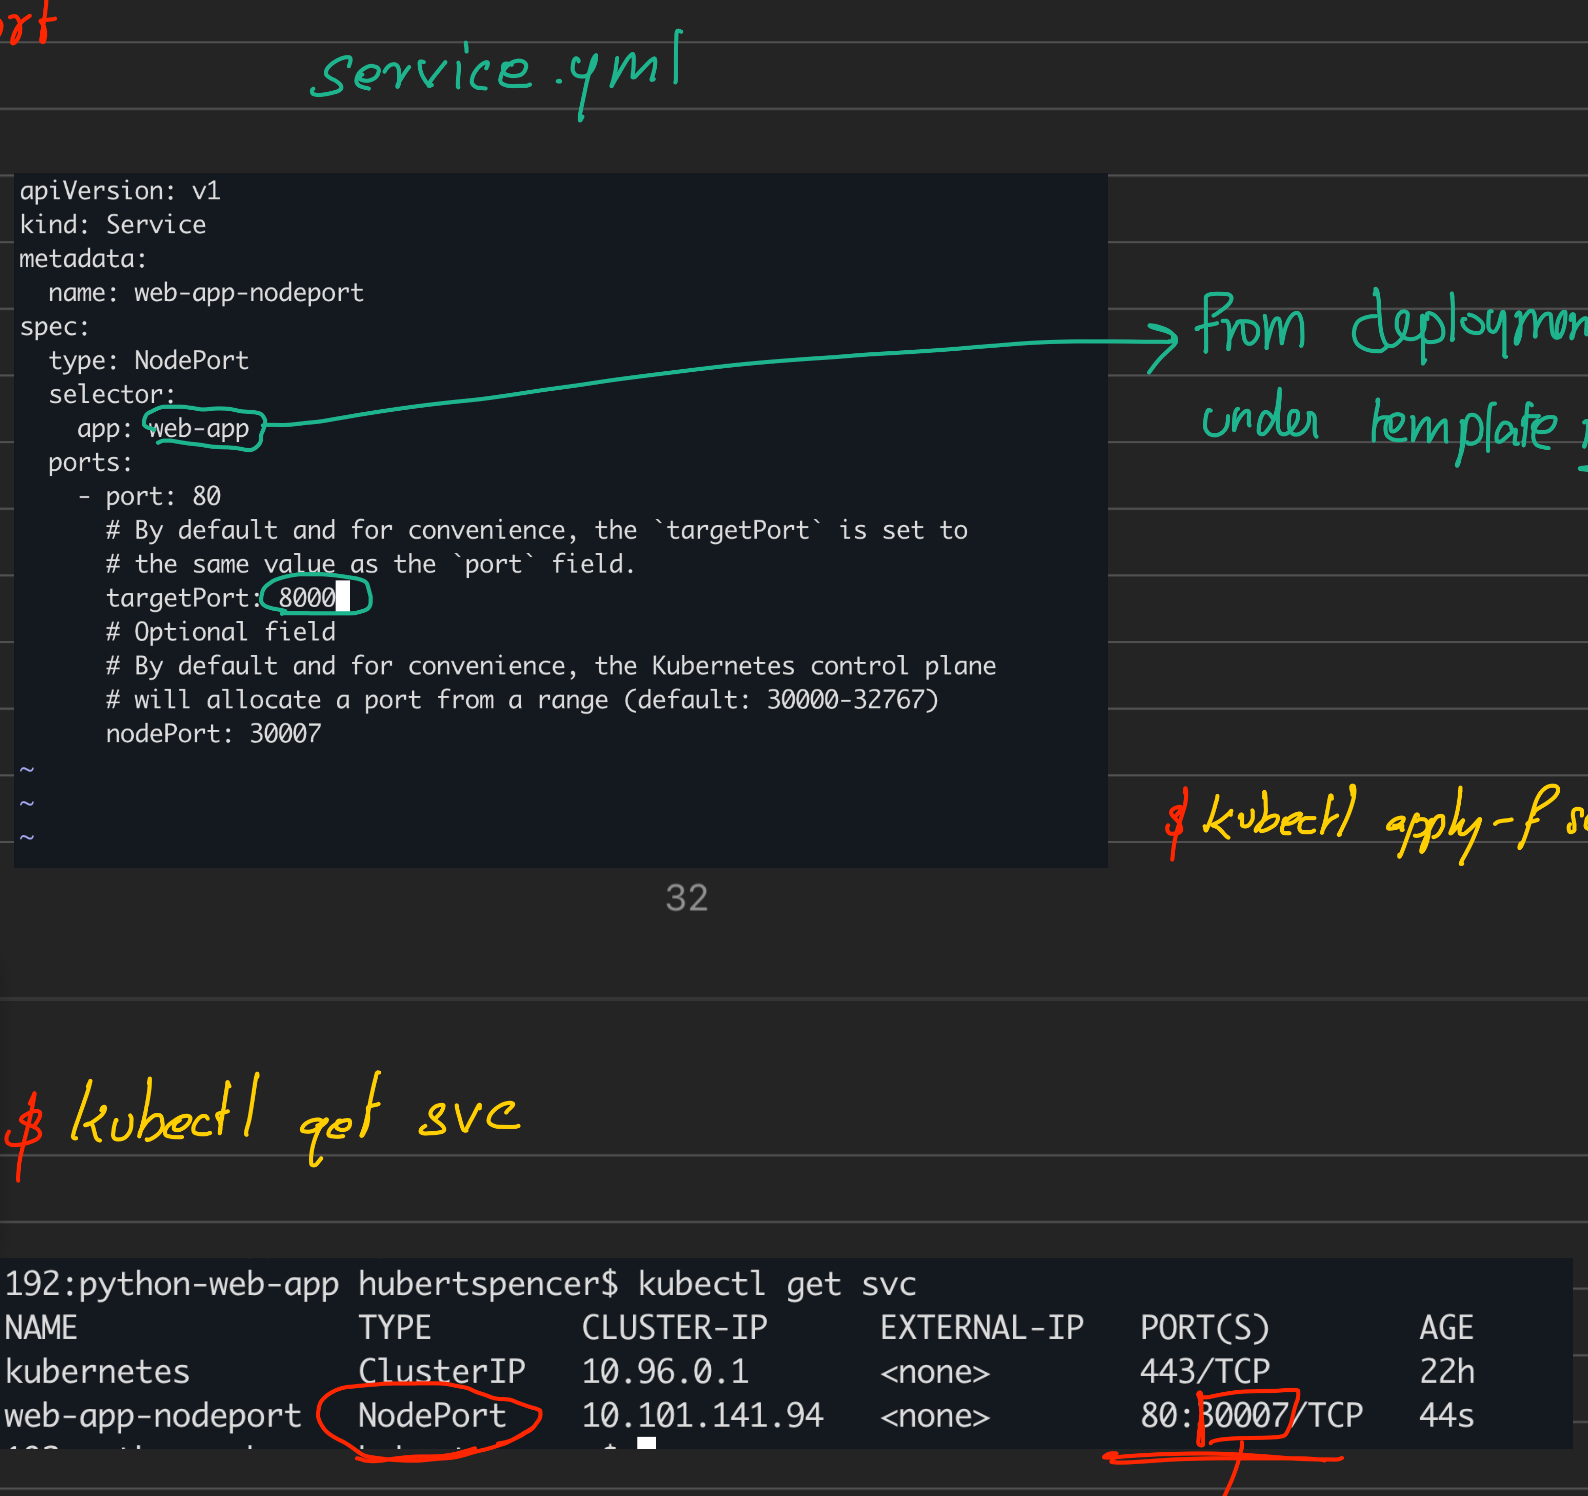 service.yml
apiVersion: v1
kind: Service
metadata:
  name: web-app-nodeport
spec:
  type: NodePort
  selector:
    app: web-app
  ports:
    - port: 80
      # By default and for convenience, the `targetPort` is set to
      # the same value as the `port` field.
      targetPort: 8000
      # Optional field
      # By default and for convenience, the Kubernetes control plane
      # will allocate a port from a range (default: 30000-32767)
      nodePort: 30007
~
~
~
From
under template
$ kubectl apply -f
32
$ kubectl get svc
192:python-web-app hubertspencer$ kubectl get svc
NAME TYPE CLUSTER-IP EXTERNAL-IP PORT(S) AGE
kubernetes ClusterIP 10.96.0.1 <none> 443/TCP 22h
web-app-nodeport NodePort 10.101.141.94 <none> 80:30007/TCP 44s